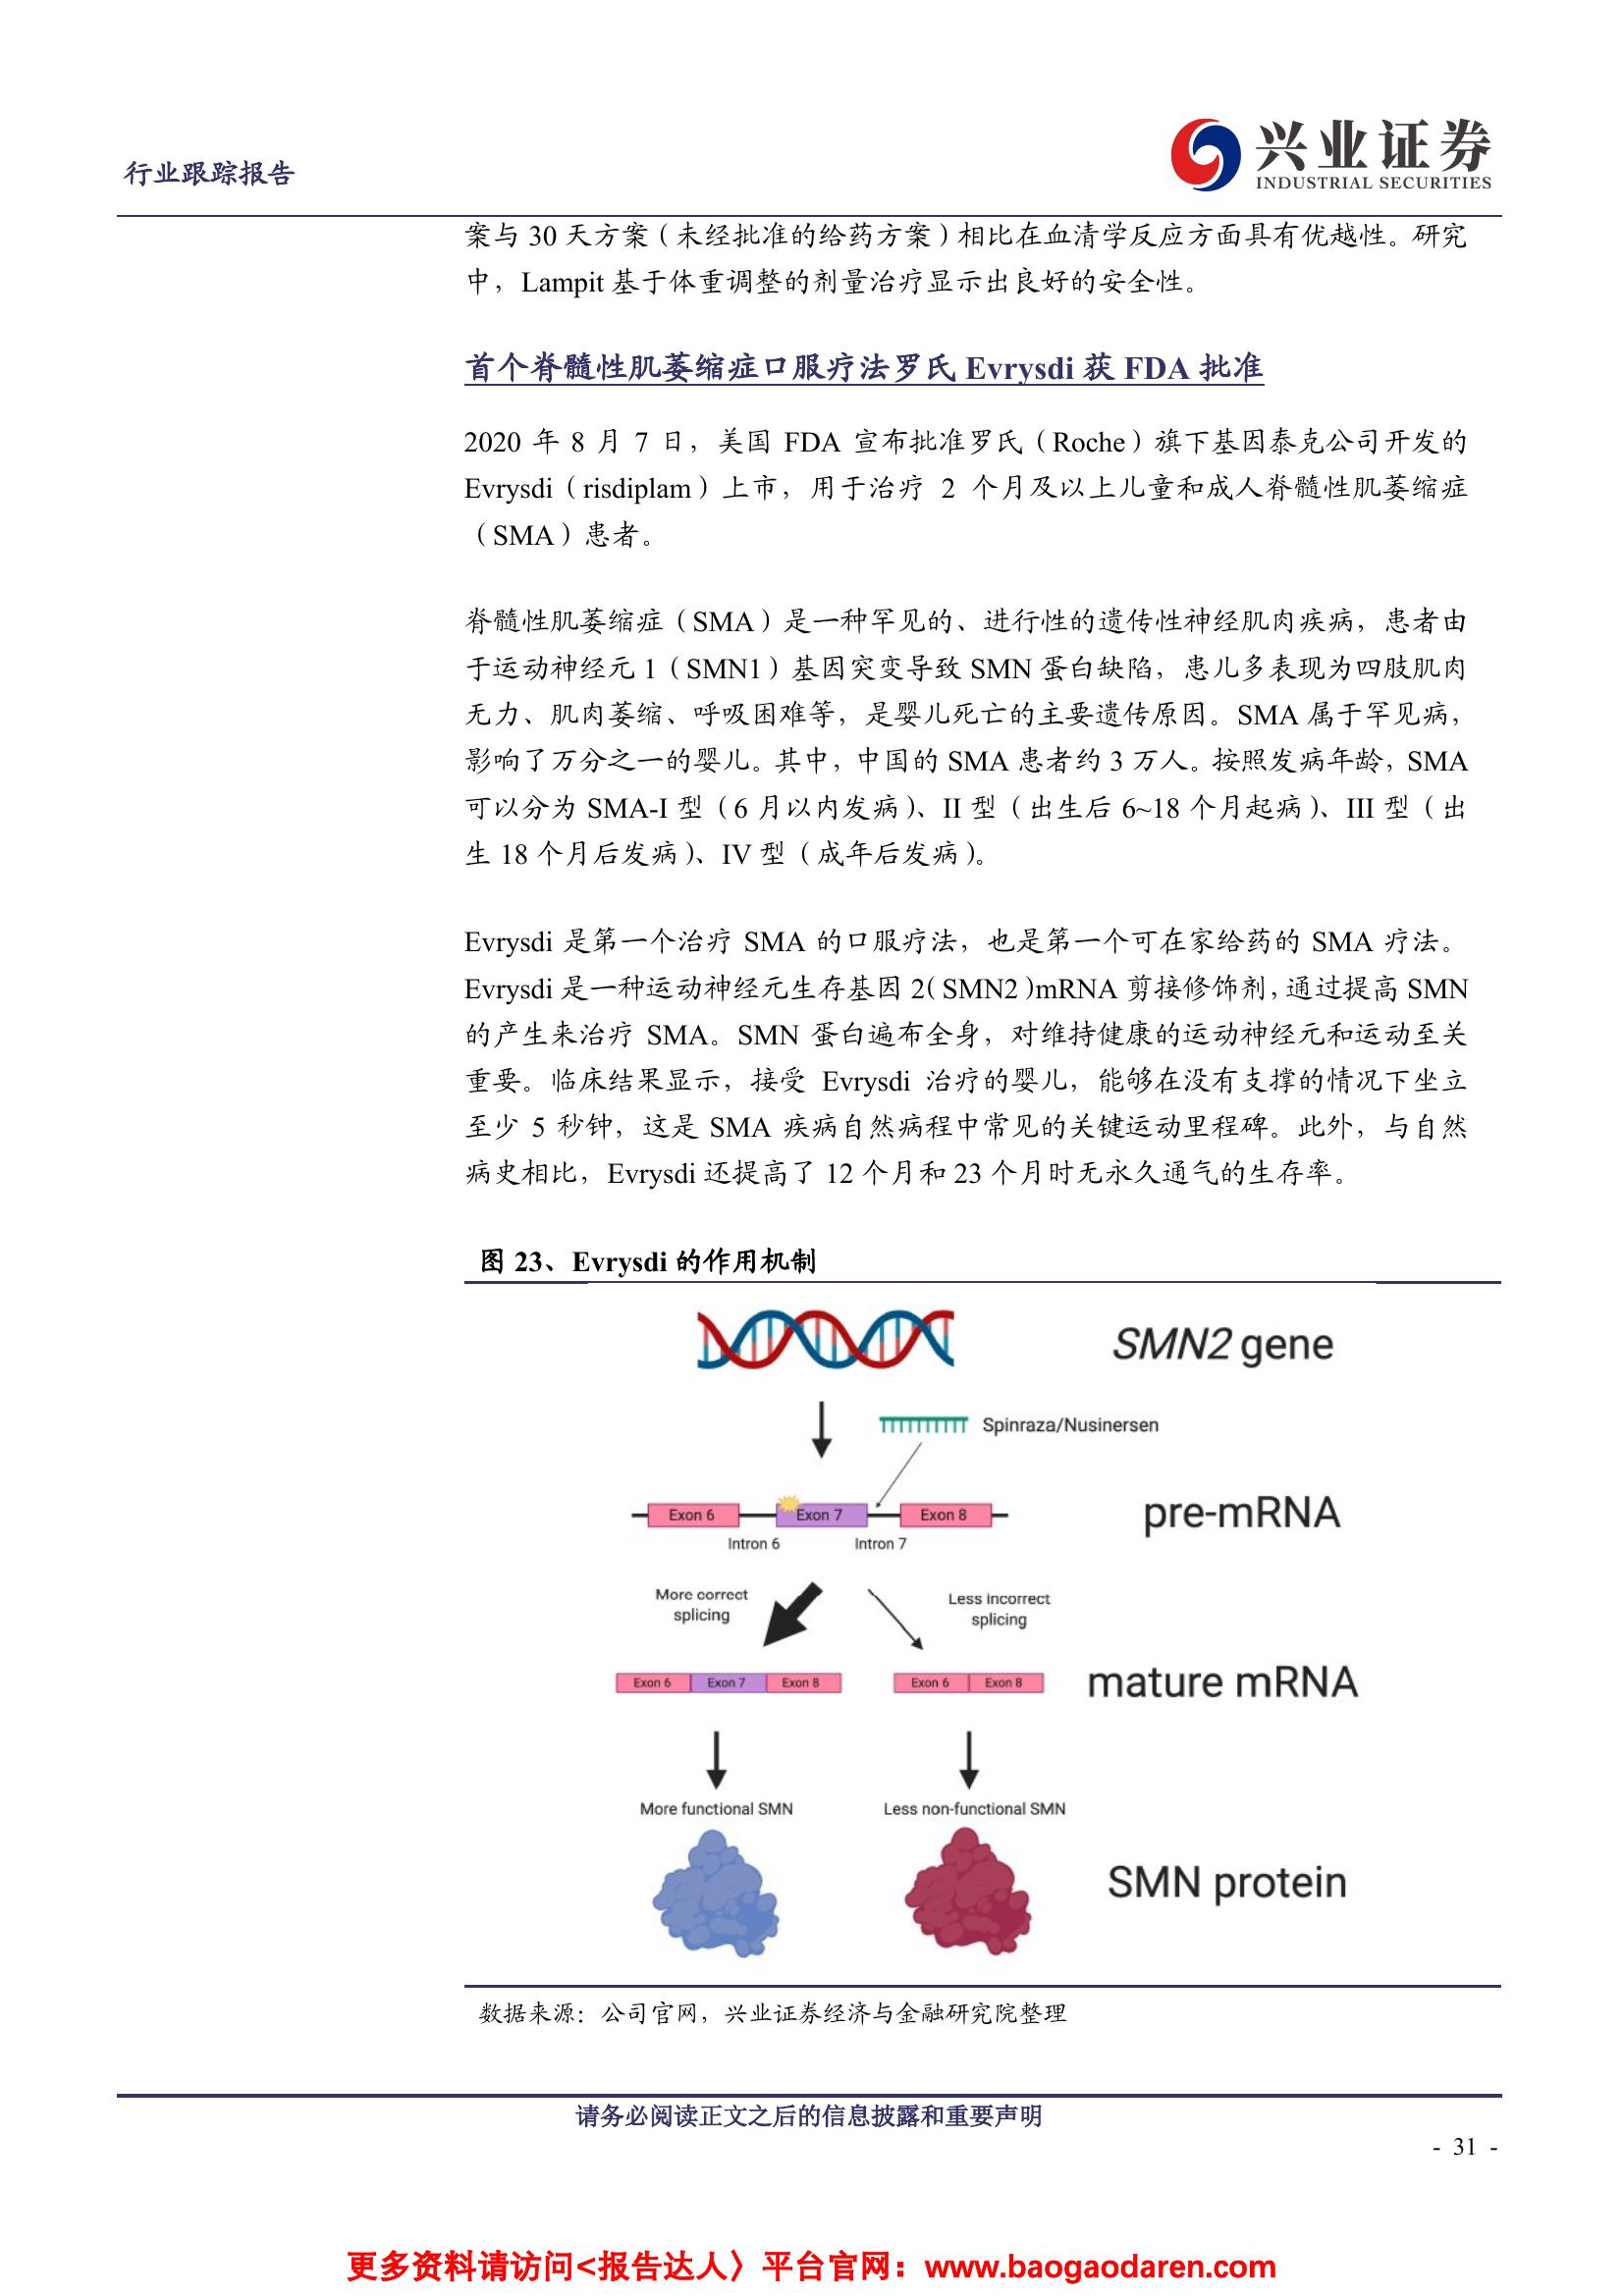 行业跟踪报告
兴业证券
INDUSTRIAL SECURITIES
案与 30 天方案（未经批准的给药方案）相比在血清学反应方面具有优越性。研究
中，Lampit 基于体重调整的剂量治疗显示出良好的安全性。
首个脊髓性肌萎缩症口服疗法罗氏 Evrysdi 获 FDA 批准
2020 年 8 月 7 日，美国 FDA 宣布批准罗氏（Roche）旗下基因泰克公司开发的
Evrysdi（risdiplam）上市，用于治疗 2 个月及以上儿童和成人脊髓性肌萎缩症
（SMA）患者。
脊髓性肌萎缩症（SMA）是一种罕见的、进行性的遗传性神经肌肉疾病，患者由
于运动神经元 1（SMN1）基因突变导致 SMN 蛋白缺陷，患儿多表现为四肢肌肉
无力、肌肉萎缩、呼吸困难等，是婴儿死亡的主要遗传原因。SMA 属于罕见病，
影响了万分之一的婴儿。其中，中国的 SMA 患者约 3 万人。按照发病年龄，SMA
可以分为 SMA-I 型（6 月以内发病）、II 型（出生后 6~18 个月起病）、III 型（出
生 18 个月后发病）、IV 型（成年后发病）。
Evrysdi 是第一个治疗 SMA 的口服疗法，也是第一个可在家给药的 SMA 疗法。
Evrysdi 是一种运动神经元生存基因 2（SMN2）mRNA 剪接修饰剂，通过提高 SMN
的产生来治疗 SMA。SMN 蛋白遍布全身，对维持健康的运动神经元和运动至关
重要。临床结果显示，接受 Evrysdi 治疗的婴儿，能够在没有支撑的情况下坐立
至少 5 秒钟，这是 SMA 疾病自然病程中常见的关键运动里程碑。此外，与自然
病史相比，Evrysdi 还提高了 12 个月和 23 个月时无永久通气的生存率。
图 23、Evrysdi 的作用机制
SMN2 gene
Spinraza/Nusinersen
Exon 6 Exon 7 Exon 8
pre-mRNA
Intron 6 Intron 7
More correct
splicing
Less incorrect
splicing
Exon 6 Exon 7 Exon 8
Exon 6 Exon 8
mature mRNA
More functional SMN
Less non-functional SMN
SMN protein
数据来源：公司官网，兴业证券经济与金融研究院整理
请务必阅读正文之后的信息披露和重要声明
- 31 -
更多资料请访问<报告达人〉平台官网：www.baogaodaren.com